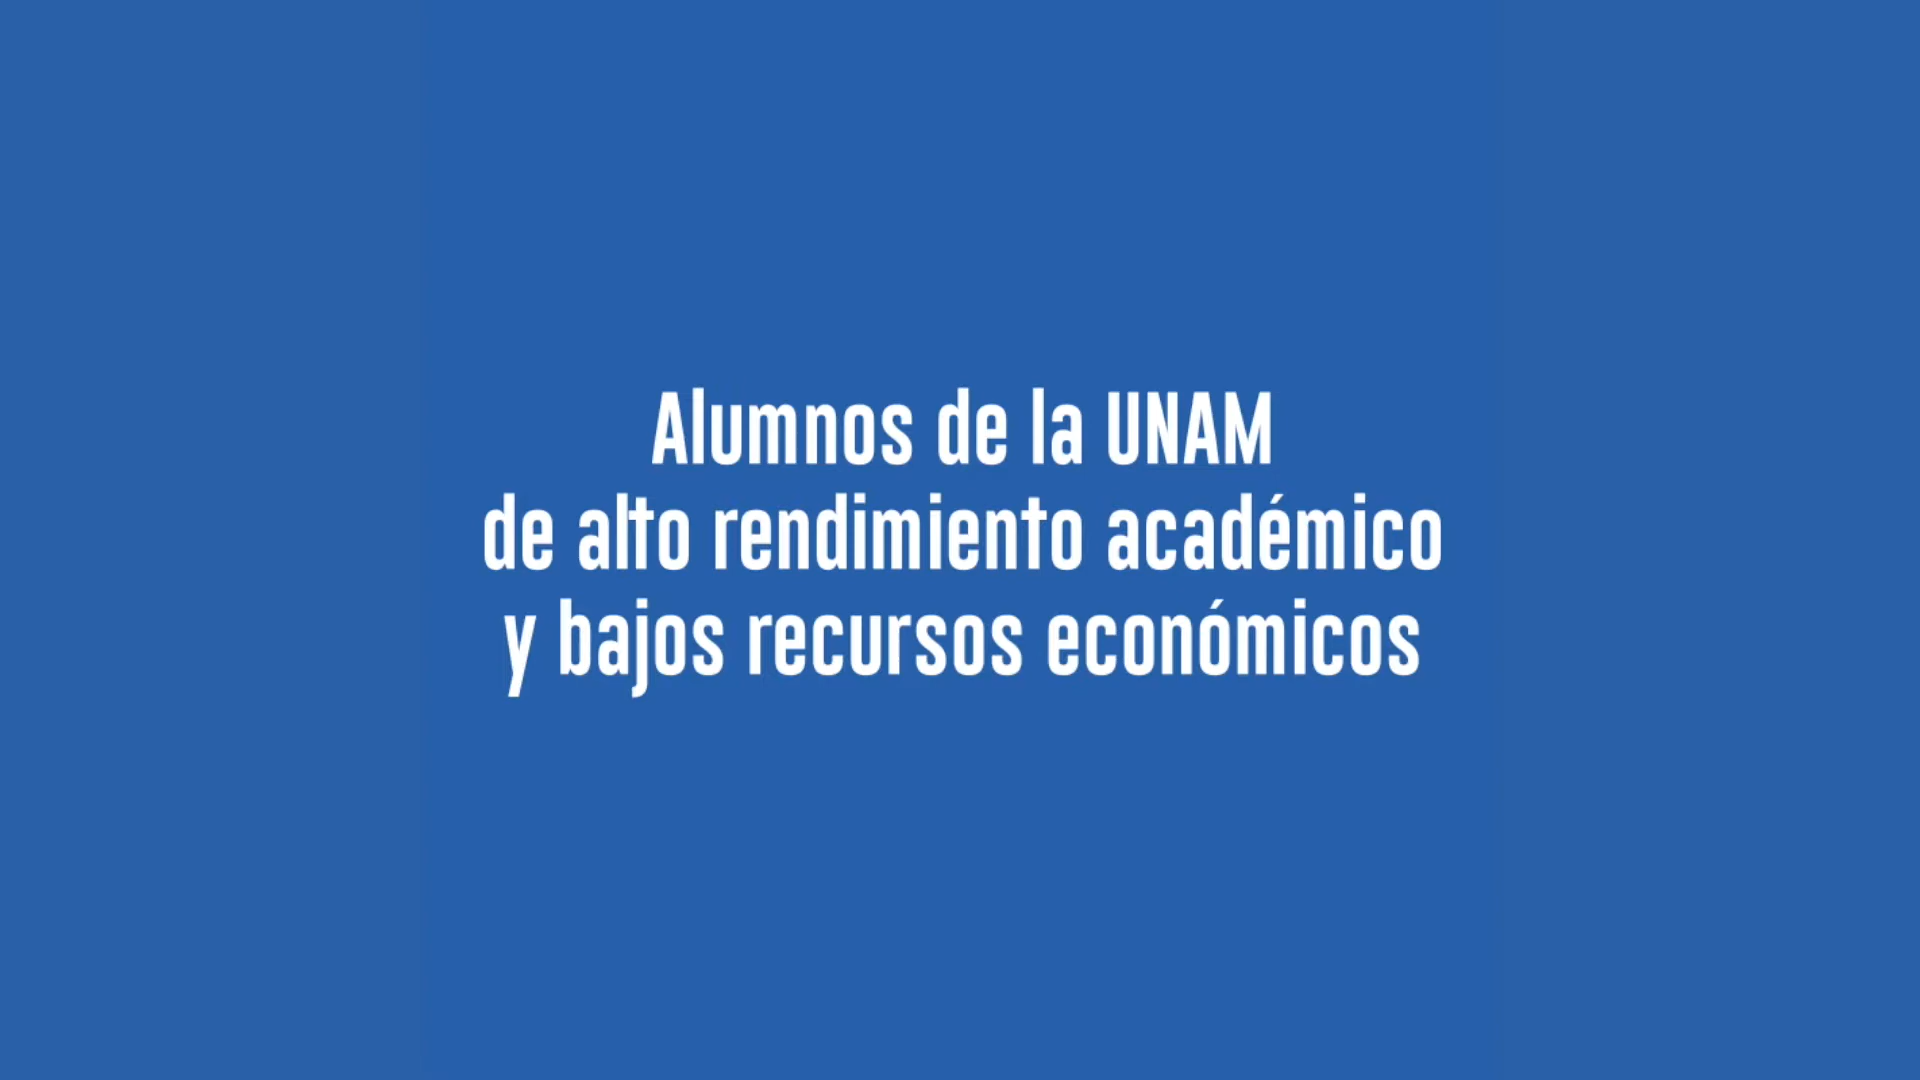 Alumnos de la UNAM
de alto rendimiento académico
y bajos recursos económicos